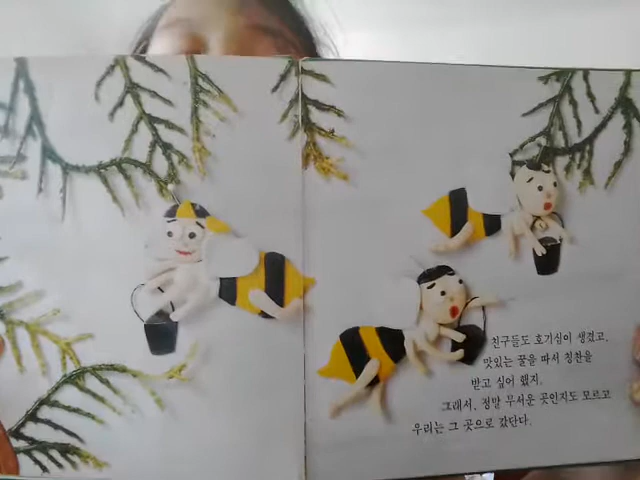 친구들도 호기심이 생겼고,
맛있는 꿀을 따서 칭찬을
받고 싶어 했지.
그래서, 정말 무서운 곳인지도 모르고
우리는 그 곳으로 갔단다.